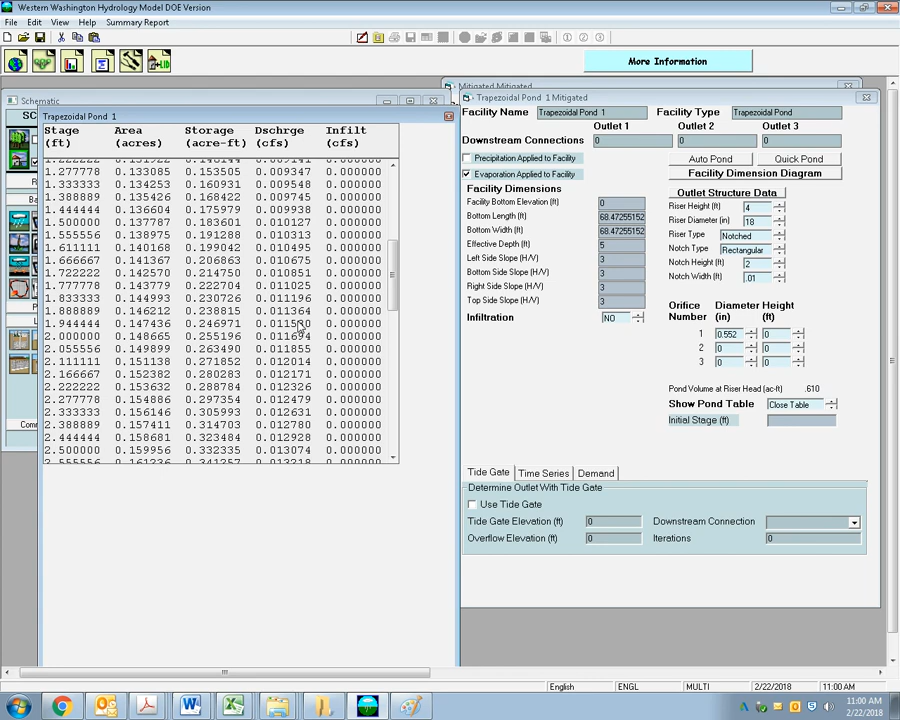 Western Washington Hydrology Model DOE Version
File Edit View Help Summary Report
More Information
Schematic
Mitigated Mitigated
SC
Trapezoidal Pond 1
Stage Area Storage Dschrge Infilt
(ft) (acres) (acre-ft) (cfs) (cfs)
1.277778 0.133085 0.153505 0.009347 0.000000
1.333333 0.134253 0.160931 0.009548 0.000000
1.388889 0.135426 0.168422 0.009745 0.000000
1.444444 0.136604 0.175979 0.009938 0.000000
1.500000 0.137787 0.183601 0.010127 0.000000
1.555556 0.138975 0.191288 0.010313 0.000000
1.611111 0.140168 0.199042 0.010495 0.000000
1.666667 0.141367 0.206863 0.010675 0.000000
1.722222 0.142570 0.214750 0.010851 0.000000
1.777778 0.143779 0.222704 0.011025 0.000000
1.833333 0.144993 0.230726 0.011196 0.000000
1.888889 0.146212 0.238815 0.011364 0.000000
1.944444 0.147436 0.246971 0.000000
2.000000 0.148665 0.255196 0.011694 0.000000
2.055556 0.149899 0.263490 0.011855 0.000000
2.111111 0.151138 0.271852 0.012014 0.000000
2.166667 0.152382 0.280283 0.012171 0.000000
2.222222 0.153632 0.288784 0.012326 0.000000
2.277778 0.154886 0.297354 0.012479 0.000000
2.333333 0.156146 0.305993 0.012631 0.000000
2.388889 0.157411 0.314703 0.012780 0.000000
2.444444 0.158681 0.323484 0.012928 0.000000
2.500000 0.159956 0.332335 0.013074 0.000000
2.555556 0.161236 0.341257 0.013218 0.000000
Comm
Trapezoidal Pond 1 Mitigated
Facility Name Trapezoidal Pond 1 Facility Type Trapezoidal Pond
Outlet 1 Outlet 2 Outlet 3
Downstream Connections 0 0 0
Precipitation Applied to Facility Auto Pond Quick Pond
Evaporation Applied to Facility Facility Dimension Diagram
Facility Dimensions
Facility Bottom Elevation (ft) 0
Bottom Length (ft) 68.47255152
Bottom Width (ft) 68.47255152
Effective Depth (ft) 5
Left Side Slope (H/V) 3
Bottom Side Slope (H/V) 3
Right Side Slope (H/V) 3
Top Side Slope (H/V) 3
Infiltration NO
Outlet Structure Data
Riser Height (ft) 4
Riser Diameter (in) 18
Riser Type Notched
Notch Type Rectangular
Notch Height (ft) 2
Notch Width (ft) .01
Orifice Diameter Height
Number (in) (ft)
1 0.552 0
2 0 0
3 0 0
Pond Volume at Riser Head (ac-ft) .610
Show Pond Table Close Table
Initial Stage (ft)
Tide Gate Time Series Demand
Determine Outlet With Tide Gate
Use Tide Gate
Tide Gate Elevation (ft) 0 Downstream Connection
Overflow Elevation (ft) 0 Iterations 0
English ENGL MULTI 2/22/2018 11:00 AM
11:00 AM
2/22/2018